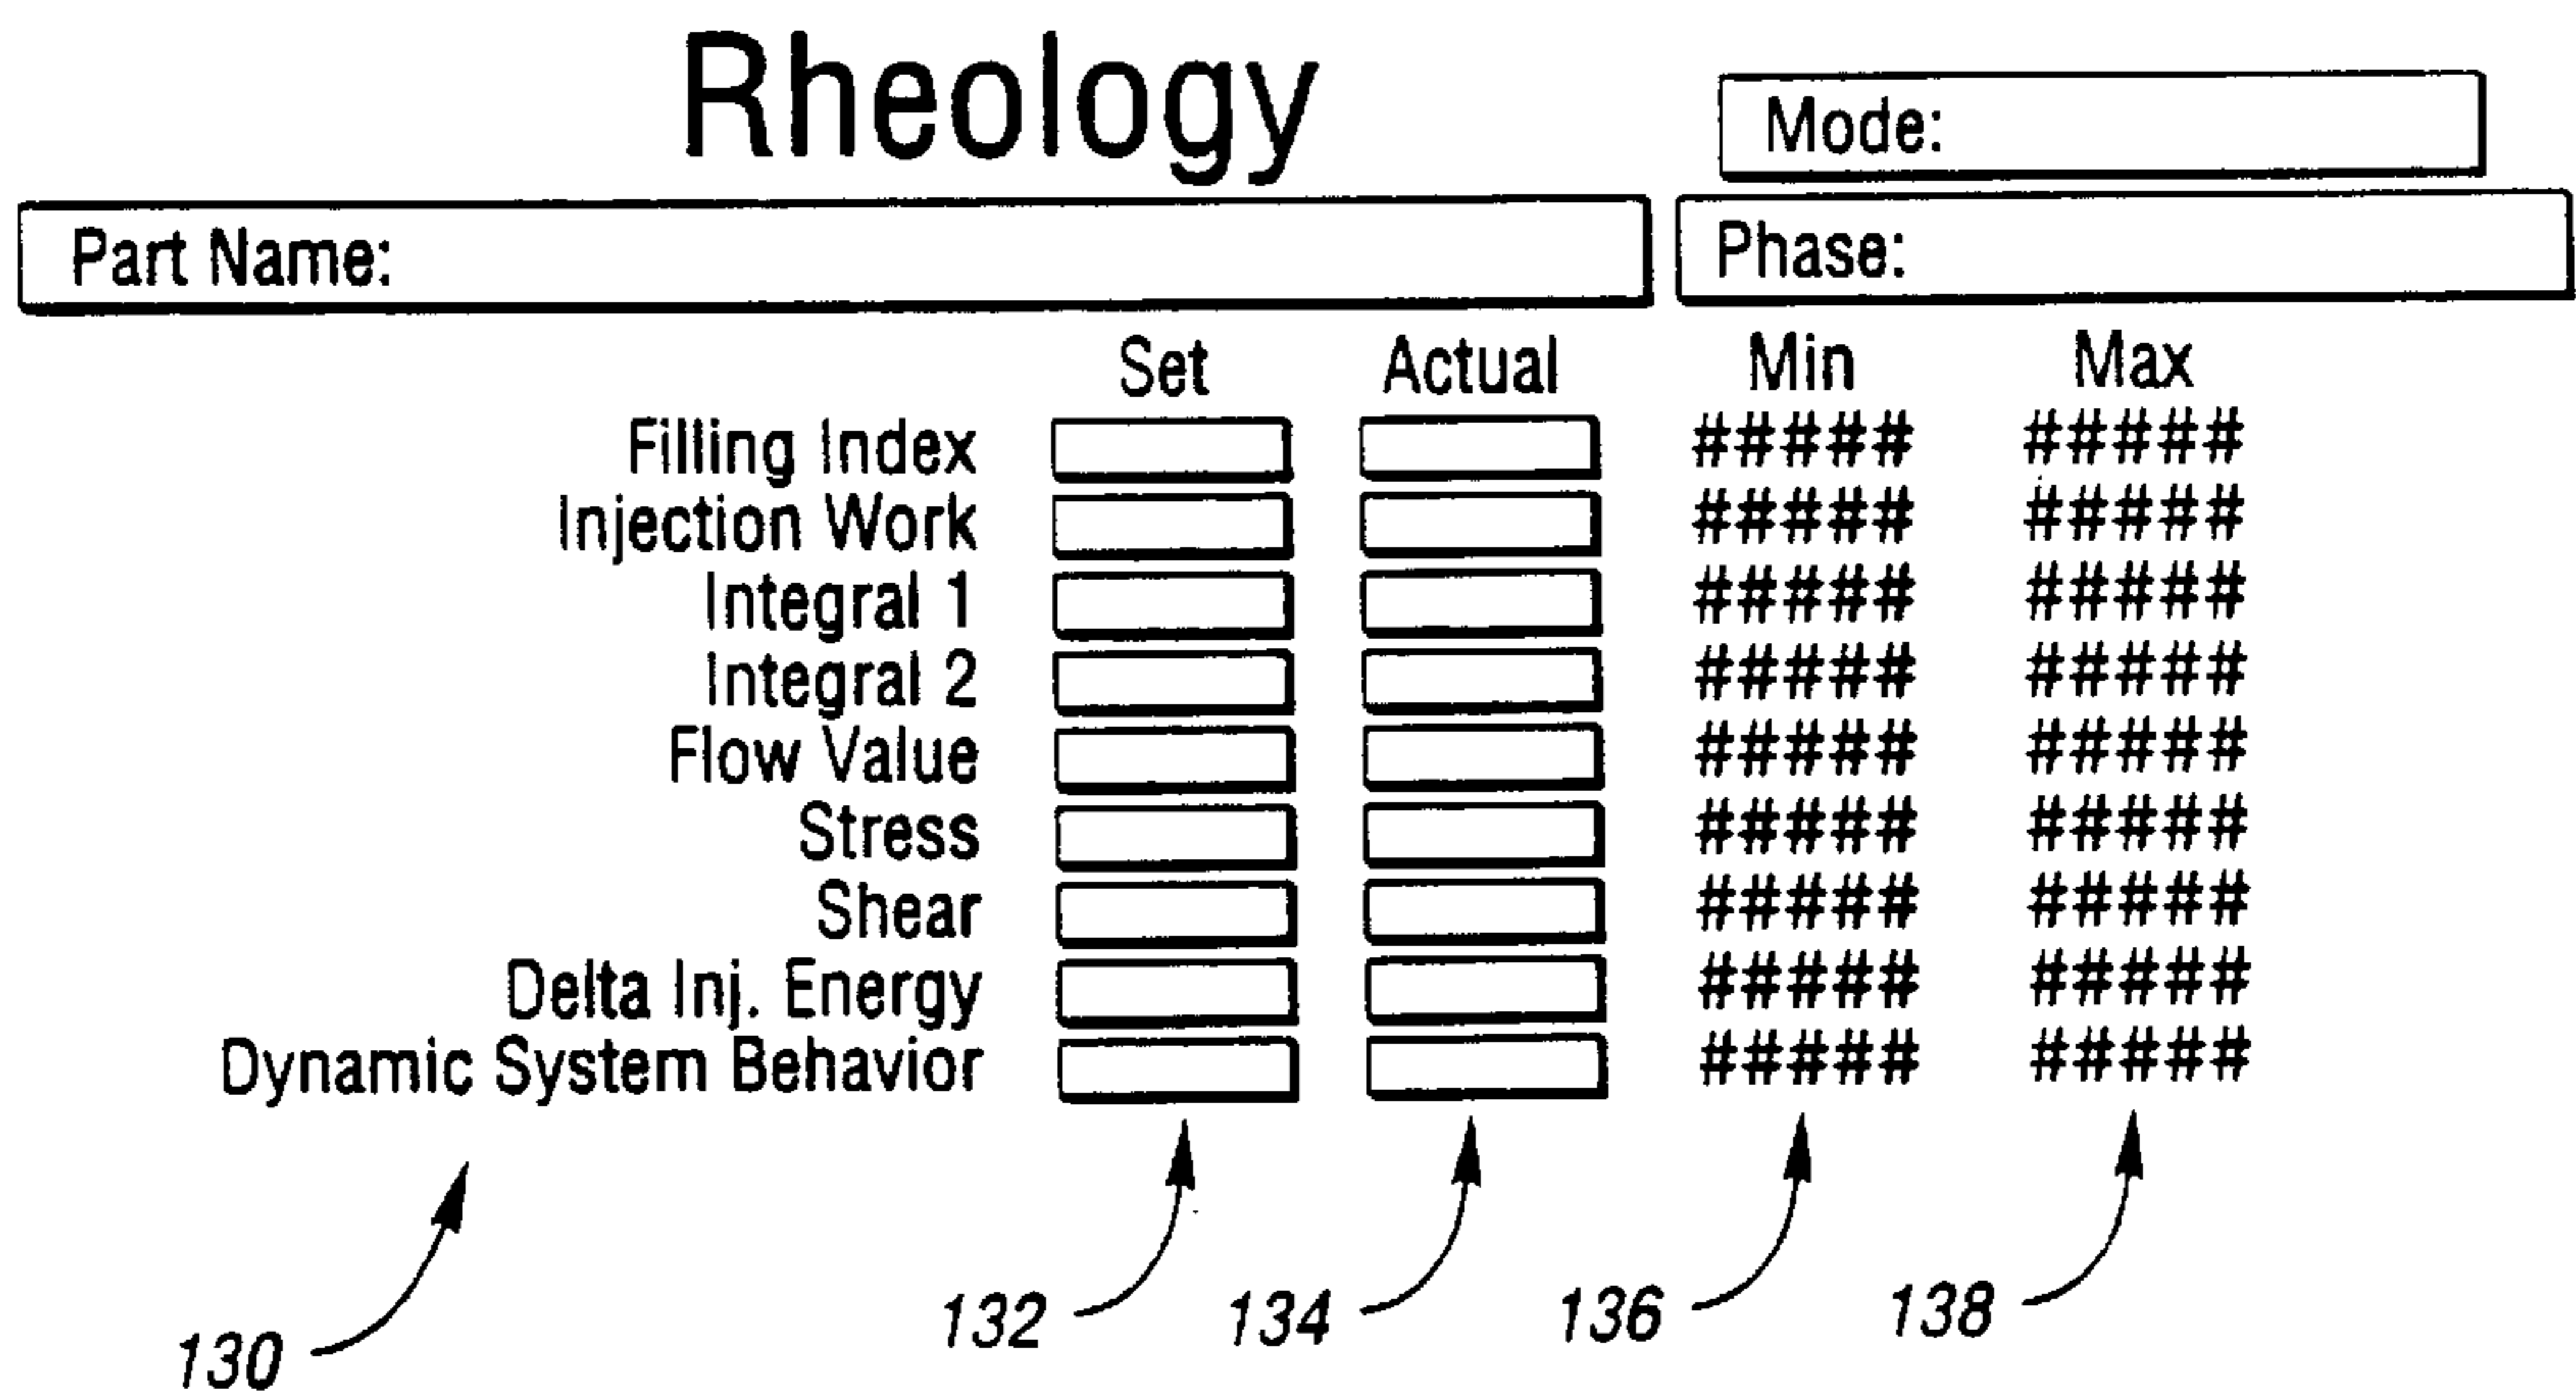 Rheology
Mode:
Part Name:
Phase:
Set Actual Min Max
Filling Index ##### #####
Injection Work ##### #####
Integral 1 ##### #####
Integral 2 ##### #####
Flow Value ##### #####
Stress ##### #####
Shear ##### #####
Delta Inj. Energy ##### #####
Dynamic System Behavior ##### #####
130 132 134 136 138